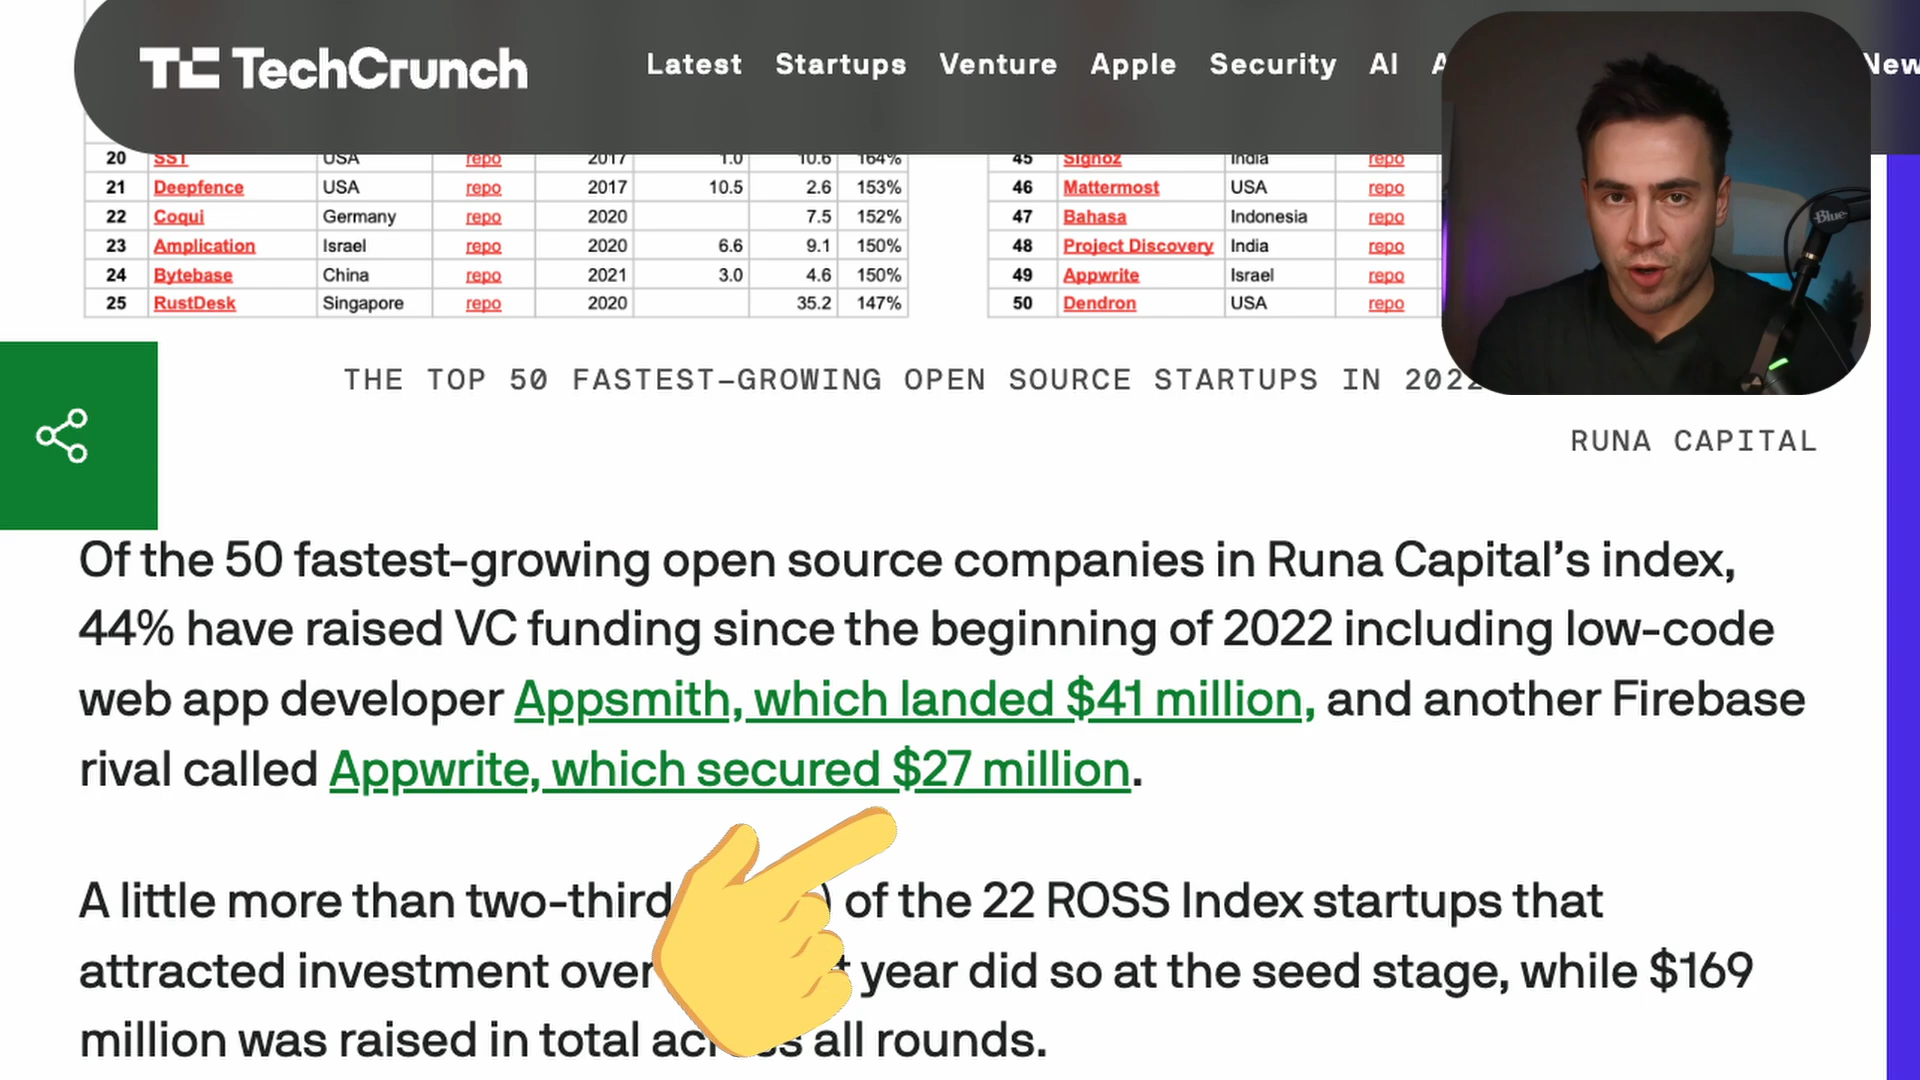 TechCrunch
Latest Startups Venture Apple Security AI New
20 SST USA repo 2017 1.0 10.6 164%
21 Deepfence USA repo 2017 10.5 2.6 153%
22 Coqui Germany repo 2020 7.5 152%
23 Amplication Israel repo 2020 6.6 9.1 150%
24 Bytebase China repo 2021 3.0 4.6 150%
25 RustDesk Singapore repo 2020 35.2 147%
45 Signoz India repo
46 Mattermost USA repo
47 Bahasa Indonesia repo
48 Project Discovery India repo
49 Appwrite Israel repo
50 Dendron USA repo
Blue
THE TOP 50 FASTEST-GROWING OPEN SOURCE STARTUPS IN 2022
RUNA CAPITAL
Of the 50 fastest-growing open source companies in Runa Capital’s index,
44% have raised VC funding since the beginning of 2022 including low-code
web app developer Appsmith, which landed $41 million, and another Firebase
rival called Appwrite, which secured $27 million.
A little more than two-third of the 22 ROSS Index startups that
attracted investment over year did so at the seed stage, while $169
million was raised in total all rounds.